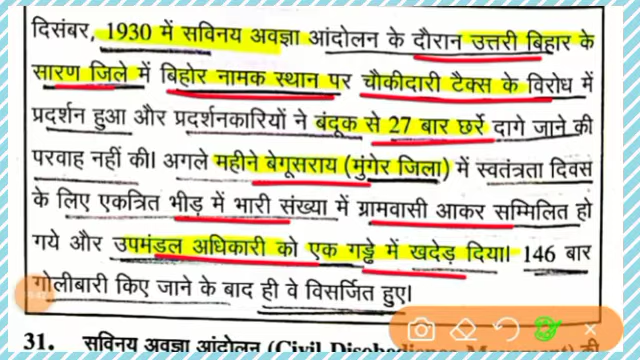 दिसंबर, 1930 में सविनय अवज्ञा आंदोलन के दौरान उत्तरी बिहार के
सारण जिले में बिहोर नामक स्थान पर चौकीदारी टैक्स के विरोध में
प्रदर्शन हुआ और प्रदर्शनकारियों ने बंदूक से 27 बार छर्रे दागे जाने की
परवाह नहीं की। अगले महीने बेगूसराय (मुंगेर जिला) में स्वतंत्रता दिवस
के लिए एकत्रित भीड़ में भारी संख्या में ग्रामवासी आकर सम्मिलित हो
गये और उपमंडल अधिकारी को एक गड्ढे में खदेड़ दिया। 146 बार
गोलीबारी किए जाने के बाद ही वे विसर्जित हुए।
31. सविनय अवज्ञा आंदोलन (Civil Disobedience Movement) की